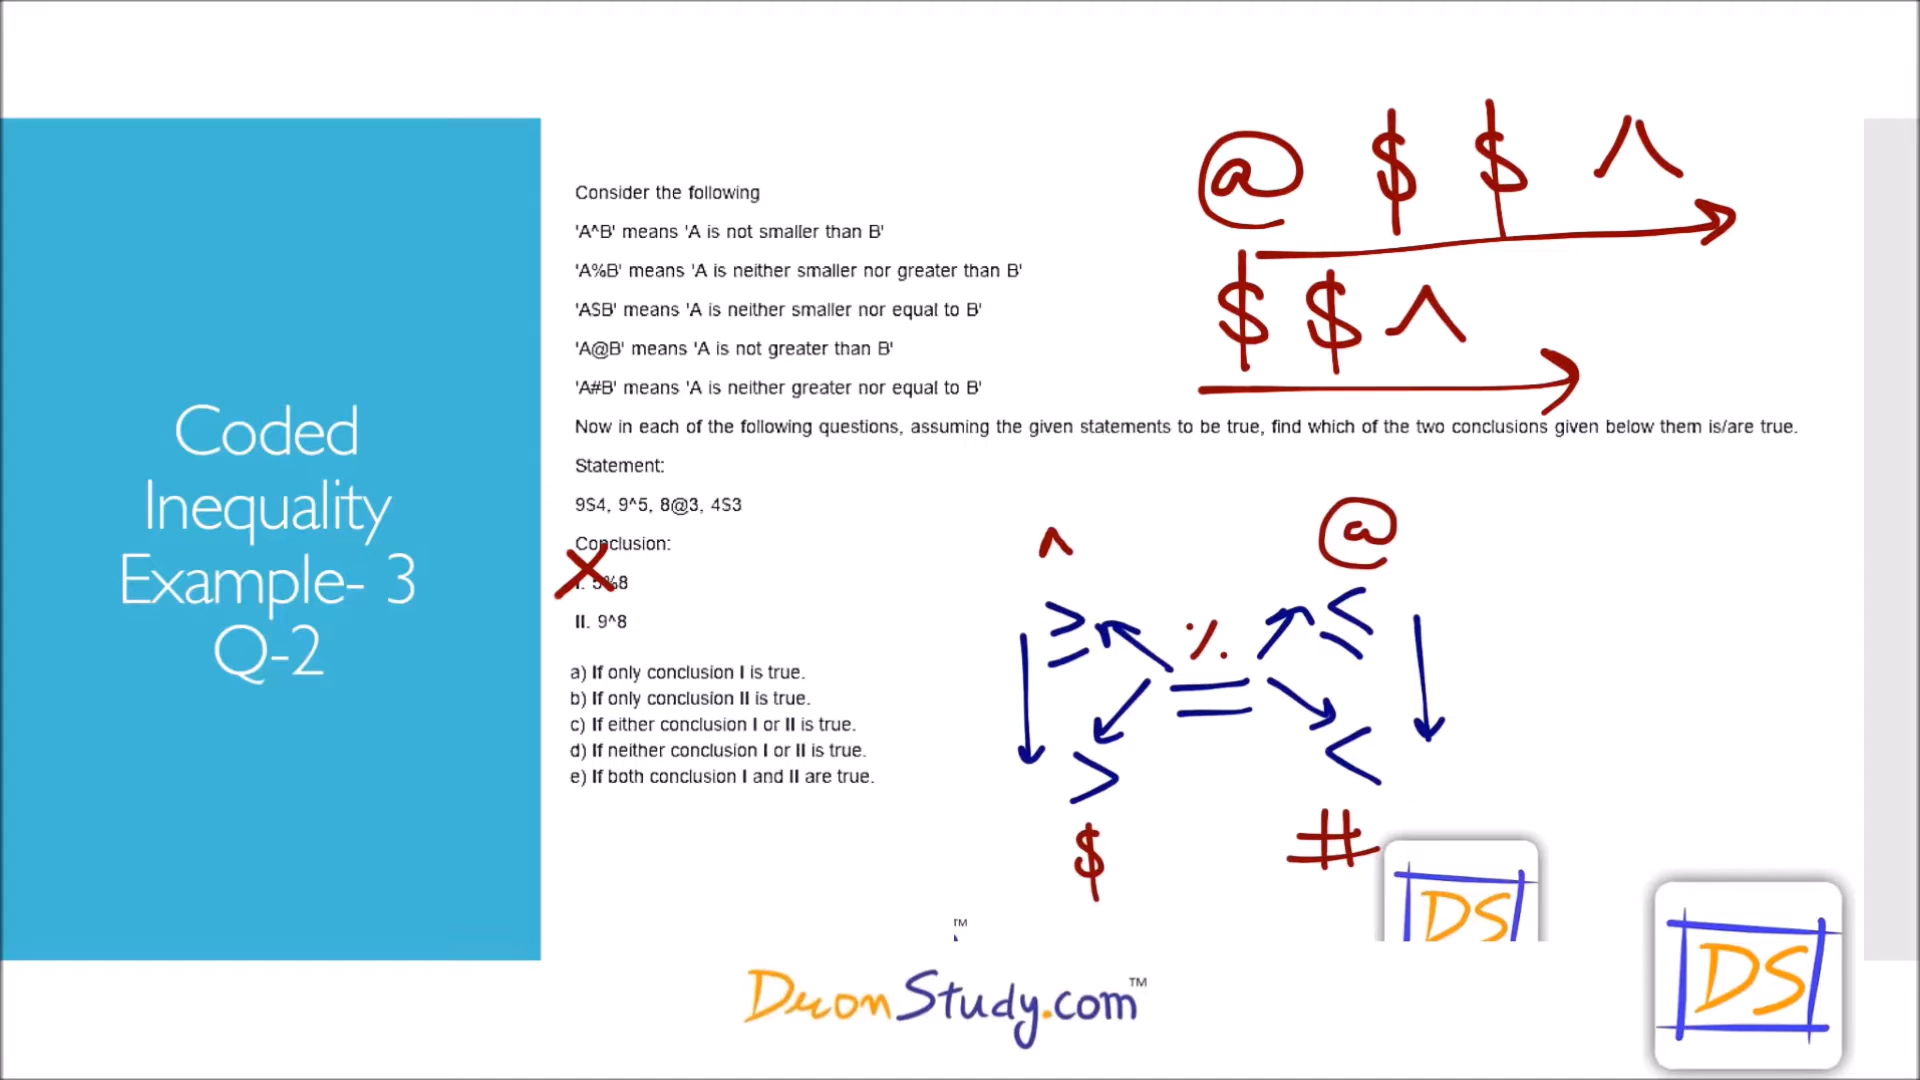 @ $ $ ^
Consider the following
'A^B' means 'A is not smaller than B'
'A%B' means 'A is neither smaller nor greater than B'
'A$B' means 'A is neither smaller nor equal to B'
$ $ ^
'A@B' means 'A is not greater than B'
'A#B' means 'A is neither greater nor equal to B'
Now in each of the following questions, assuming the given statements to be true, find which of the two conclusions given below them is/are true.
Coded
Inequality
Example- 3
Q-2
Statement:
9$4, 9^5, 8@3, 4$3
Conclusion:
I. 5%8
II. 9^8
a) If only conclusion I is true.
b) If only conclusion II is true.
c) If either conclusion I or II is true.
d) If neither conclusion I or II is true.
e) If both conclusion I and II are true.
^ @
≥ % ≤
=
> <
$ #
DS
TM
DronStudy.com™
DS